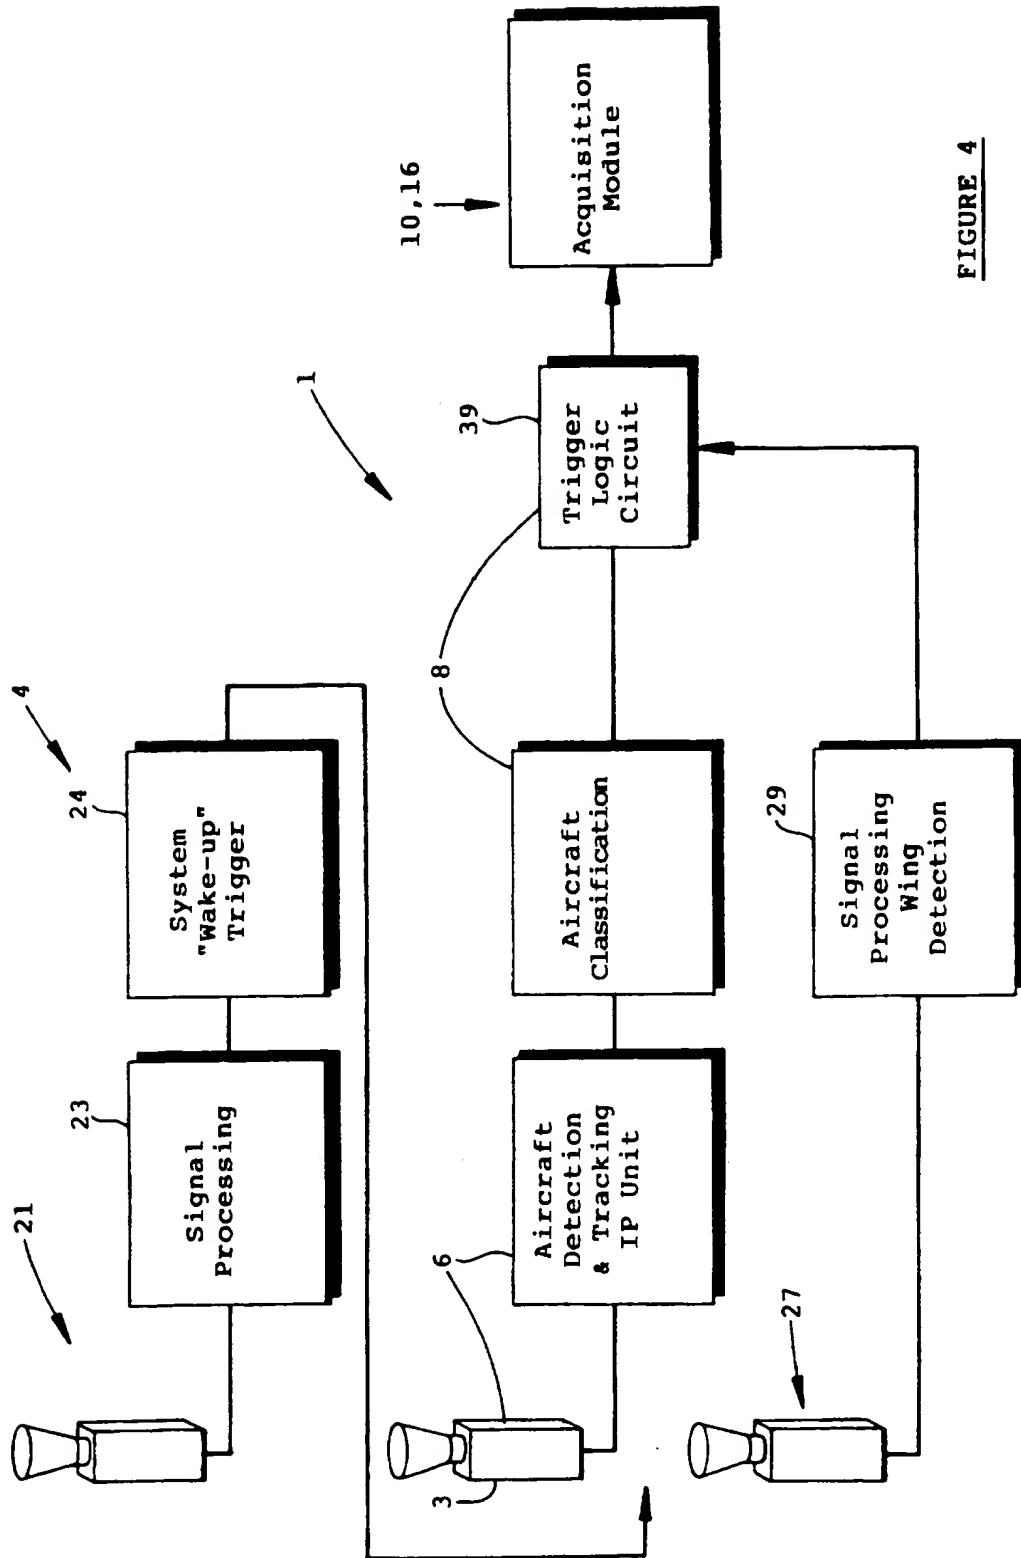 21
23
Signal
Processing
24
4
System
"Wake-up"
Trigger
3
6
Aircraft
Detection
& Tracking
IP Unit
Aircraft
Classification
8
1
39
Trigger
Logic
Circuit
10,16
Acquisition
Module
27
29
Signal
Processing
Wing
Detection
FIGURE 4